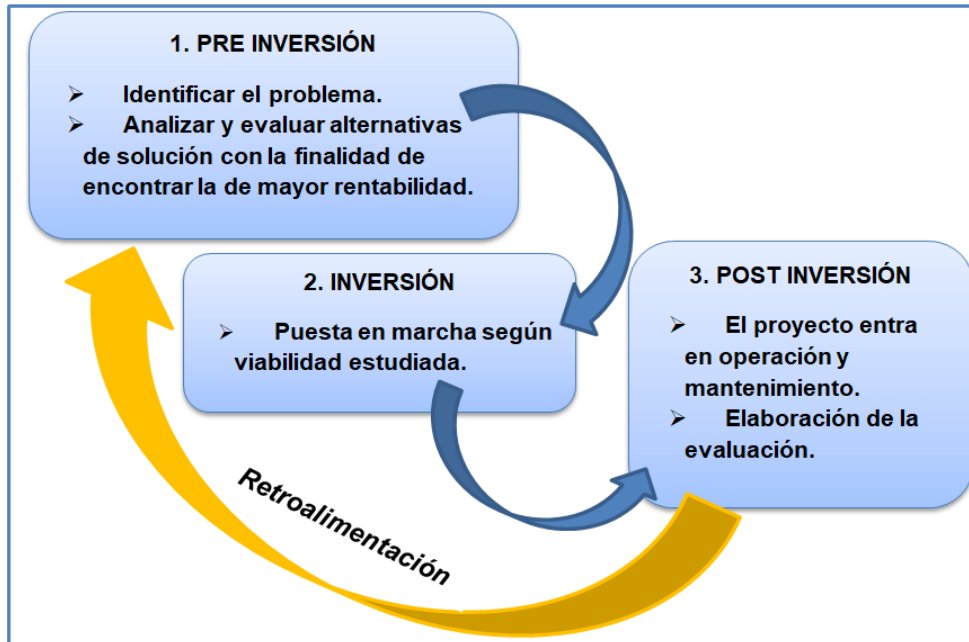 1. PRE INVERSIÓN
➢ Identificar el problema.
➢ Analizar y evaluar alternativas
de solución con la finalidad de
encontrar la de mayor rentabilidad.
2. INVERSIÓN
➢ Puesta en marcha según
viabilidad estudiada.
3. POST INVERSIÓN
➢ El proyecto entra
en operación y
mantenimiento.
➢ Elaboración de la
evaluación.
Retroalimentación